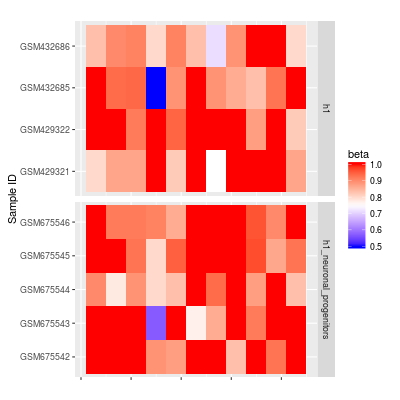 GSM432686
GSM432685
GSM429322
GSM429321
h1
GSM675546
GSM675545
GSM675544
GSM675543
GSM675542
h1_neuronal_progenitors
Sample ID
beta
1.0
0.9
0.8
0.7
0.6
0.5